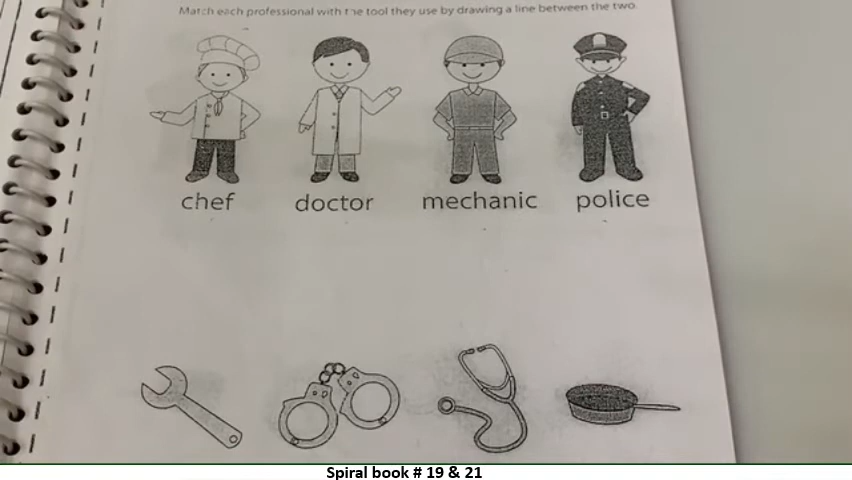 Match each professional with the tool they use by drawing a line between the two.
chef doctor mechanic police
Spiral book # 19 & 21